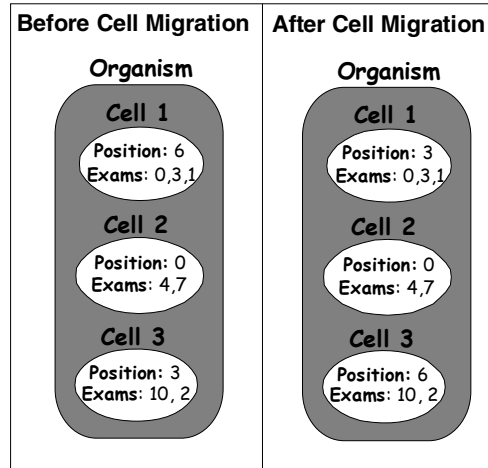 Before Cell Migration
Organism
Cell 1
Position: 6
Exams: 0,3,1
Cell 2
Position: 0
Exams: 4,7
Cell 3
Position: 3
Exams: 10, 2
After Cell Migration
Organism
Cell 1
Position: 3
Exams: 0,3,1
Cell 2
Position: 0
Exams: 4,7
Cell 3
Position: 6
Exams: 10, 2